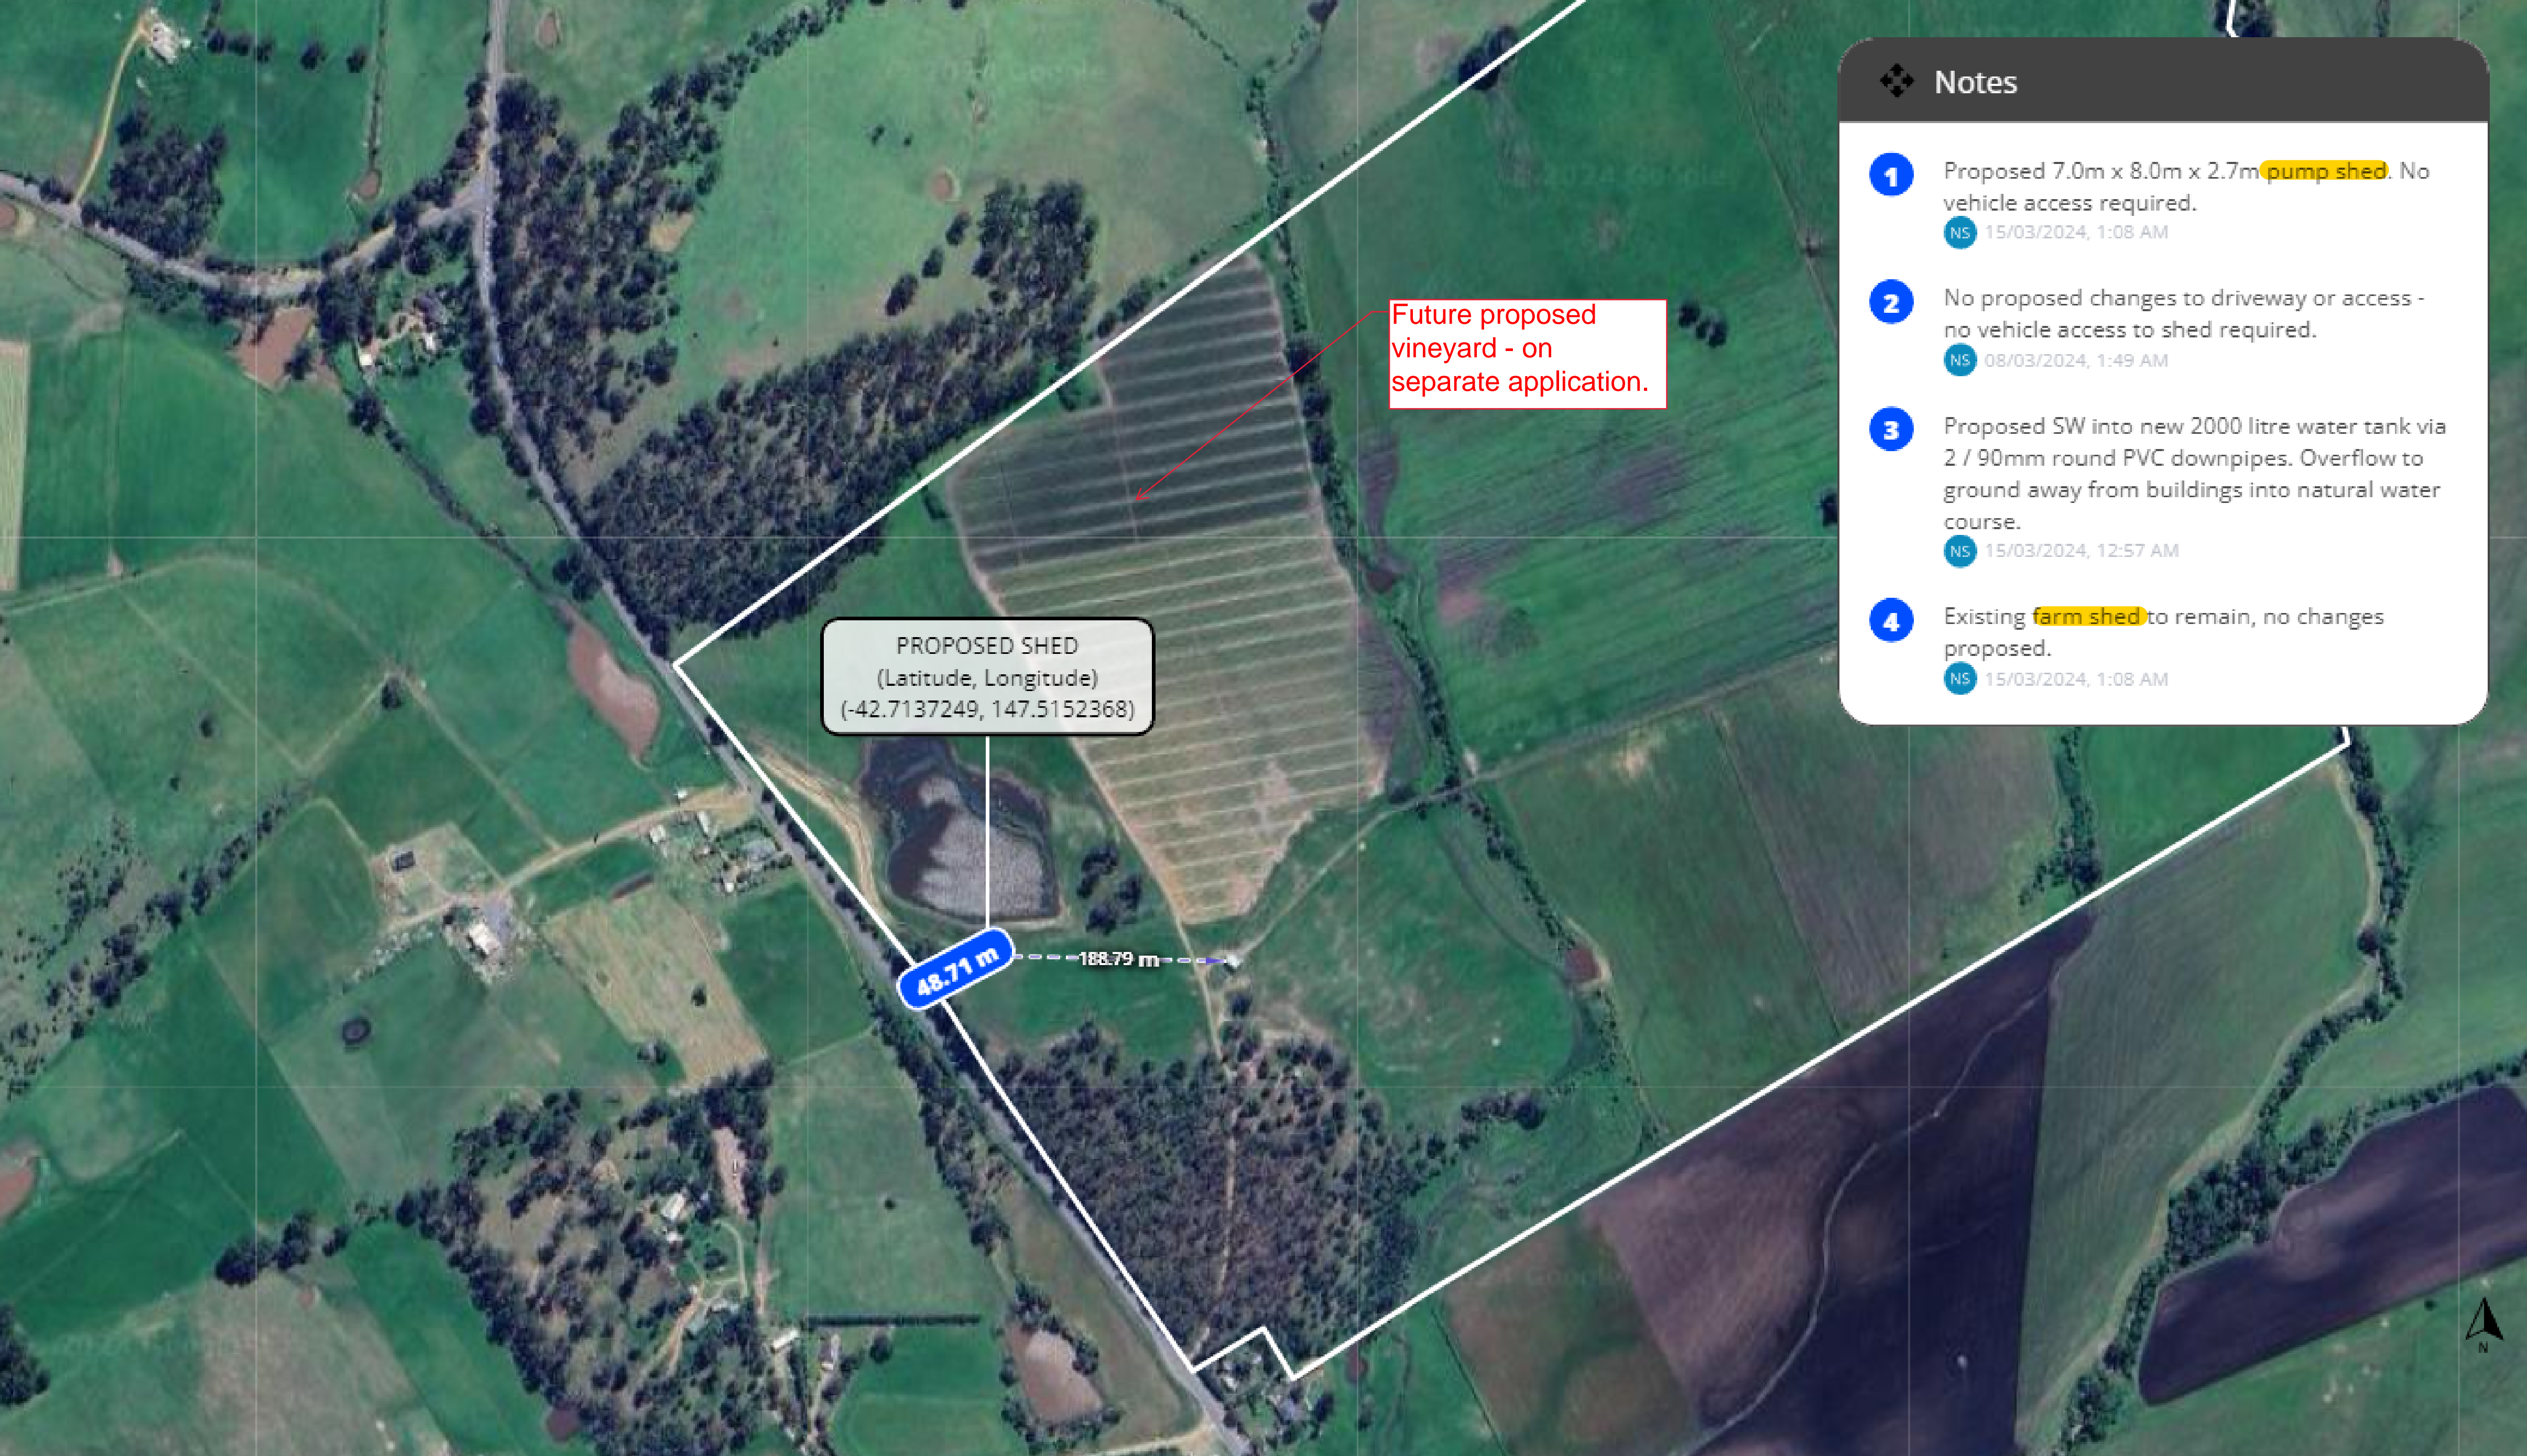 Notes
1
Proposed 7.0m x 8.0m x 2.7m pump shed. No
vehicle access required.
NS 15/03/2024, 1:08 AM
2
No proposed changes to driveway or access -
no vehicle access to shed required.
NS 08/03/2024, 1:49 AM
3
Proposed SW into new 2000 litre water tank via
2 / 90mm round PVC downpipes. Overflow to
ground away from buildings into natural water
course.
NS 15/03/2024, 12:57 AM
4
Existing farm shed to remain, no changes
proposed.
NS 15/03/2024, 1:08 AM
Future proposed
vineyard - on
separate application.
PROPOSED SHED
(Latitude, Longitude)
(-42.7137249, 147.5152368)
48.71 m
188.79 m
N